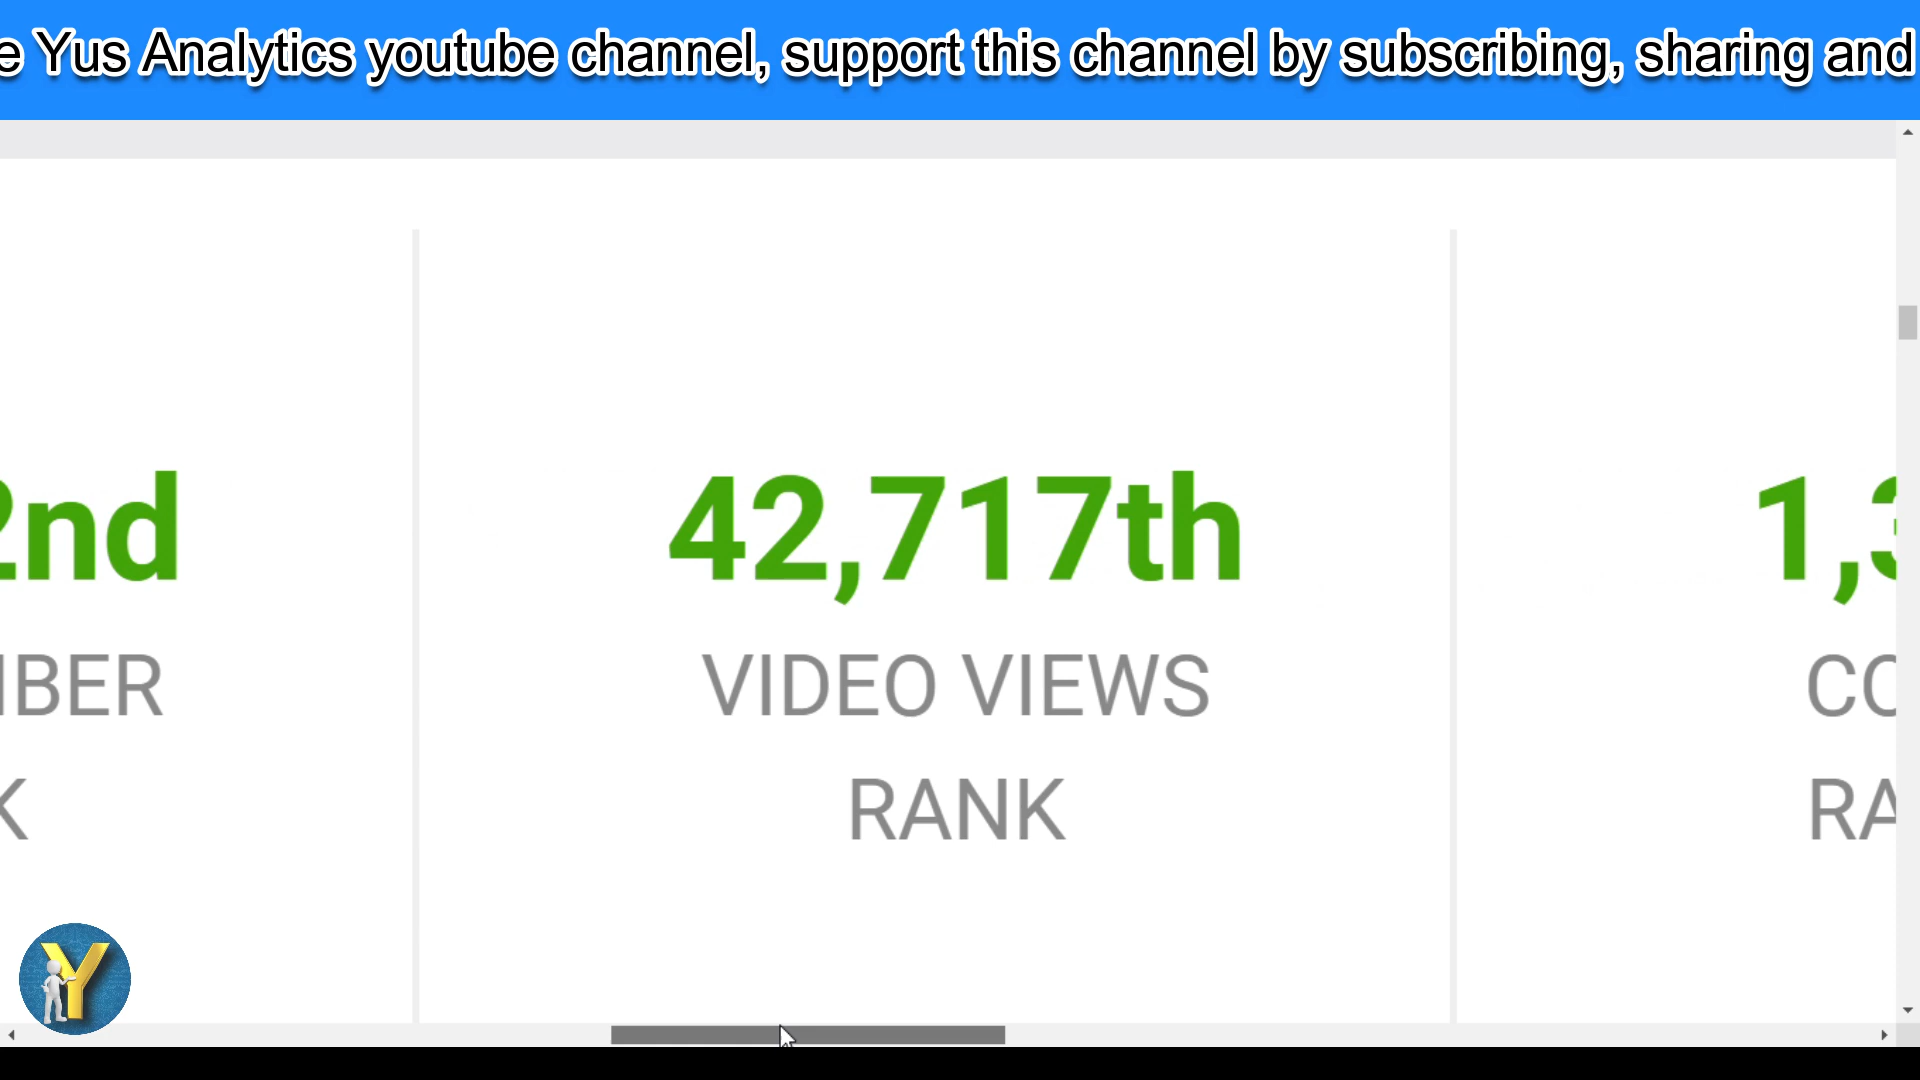 e Yus Analytics youtube channel, support this channel by subscribing, sharing and
2nd
42,717th
1,3
BER
VIDEO VIEWS
CO
K
RANK
RA
Y